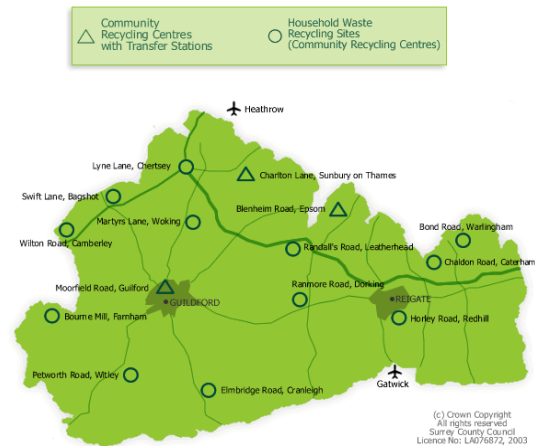 Community
Recycling Centres
with Transfer Stations
Household Waste
Recycling Sites
(Community Recycling Centres)
Heathrow
Lyne Lane, Chertsey
Charlton Lane, Sunbury on Thames
Swift Lane, Bagshot
Blenheim Road, Epsom
Martyrs Lane, Woking
Bond Road, Warlingham
Wilton Road, Camberley
Randall's Road, Leatherhead
Chaldon Road, Caterham
Moorfield Road, Guilford
Ranmore Road, Dorking
GUILDFORD
REIGATE
Bourne Mill, Farnham
Horley Road, Redhill
Petworth Road, Witley
Elmbridge Road, Cranleigh
Gatwick
(c) Crown Copyright
All rights reserved
Surrey County Council
Licence No: LA076872, 2003